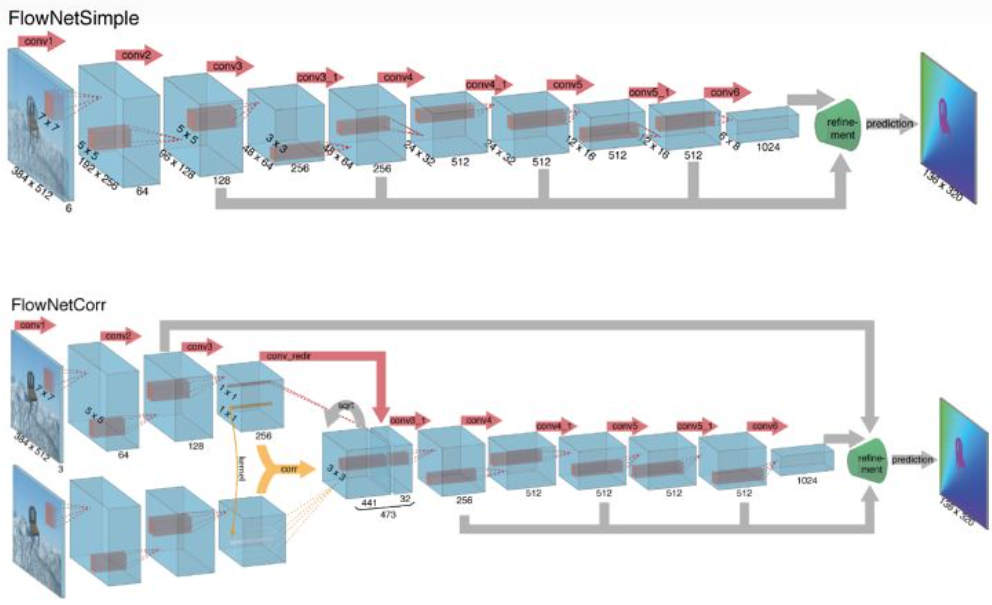 FlowNetSimple
conv1
conv2
conv3
conv3_1
conv4
conv4_1
conv5
conv5_1
conv6
7 x 7
5 x 5
5 x 5
3 x 3
384 x 512
192 x 256
96 x 128
48 x 64
48 x 64
24 x 32
24 x 32
12 x 16
12 x 16
6 x 8
6
64
128
256
256
512
512
512
512
1024
refine-
ment
prediction
136 x 320
FlowNetCorr
conv1
conv2
conv3
conv_redir
sqrt
conv3_1
conv4
conv4_1
conv5
conv5_1
conv6
7 x 7
5 x 5
1 x 1
1 x 1
3 x 3
384 x 512
3
64
128
256
kernel
corr
441
32
473
256
512
512
512
512
1024
refine-
ment
prediction
136 x 320